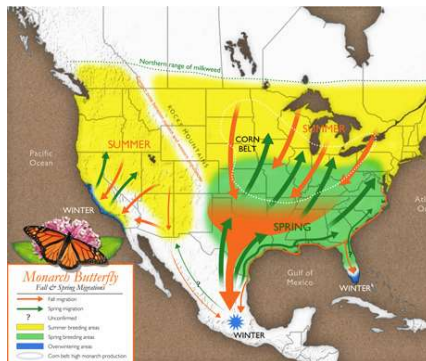 Northern range of milkweed
Pacific
Ocean
ROCKY MOUNTAINS
SUMMER
CORN
BELT
SUMMER
WINTER
SPRING
Gulf of
Mexico
WINTER
WINTER
Monarch Butterfly
Fall & Spring Migrations
Fall migration
Spring migration
? Unconfirmed
Summer breeding areas
Spring breeding areas
Overwintering areas
Corn belt high monarch production